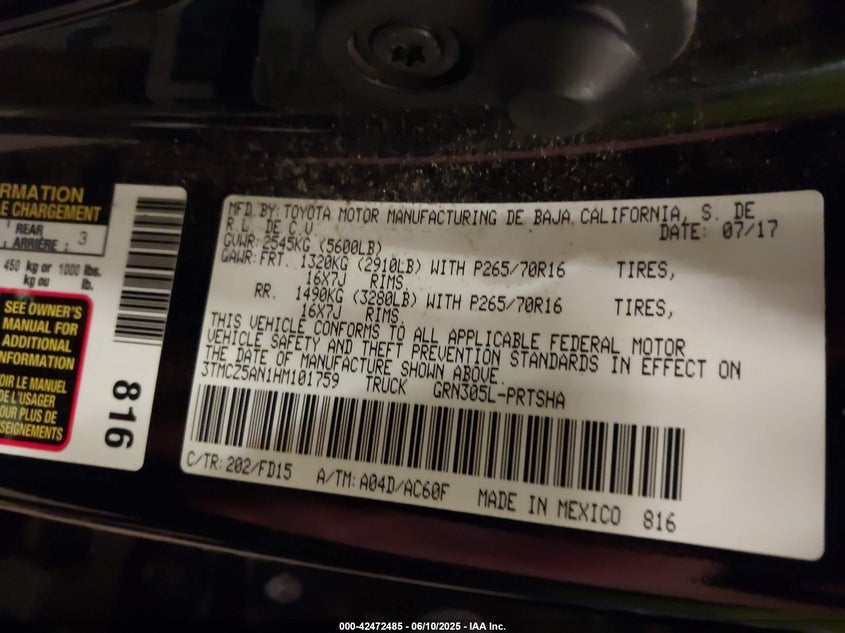 RMATION
E CHARGEMENT
REAR 3
ARRIÈRE:
450 kg or 1000 lbs.
kg ou lb.
SEE OWNER'S
MANUAL FOR
ADDITIONAL
INFORMATION
OIR LE MANUEL
DE L'USAGER
OUR PLUS DE
SEIGNEMENTS
816
MFD BY: TOYOTA MOTOR MANUFACTURING DE BAJA CALIFORNIA, S. DE
R.L. DE C.V. DATE: 07/17
GVWR: 2545KG (5600LB)
GAWR: FRT. 1320KG (2910LB) WITH P265/70R16 TIRES,
16X7J RIMS,
RR. 1490KG (3280LB) WITH P265/70R16 TIRES,
16X7J RIMS.
THIS VEHICLE CONFORMS TO ALL APPLICABLE FEDERAL MOTOR
VEHICLE SAFETY AND THEFT PREVENTION STANDARDS IN EFFECT ON
THE DATE OF MANUFACTURE SHOWN ABOVE.
3TMCZ5AN1HM101759 TRUCK GRN305L-PRTSHA
C/TR: 202/FD15 A/TM: A04D/AC60F MADE IN MEXICO 816
000-42472485 - 06/10/2025 - IAA Inc.